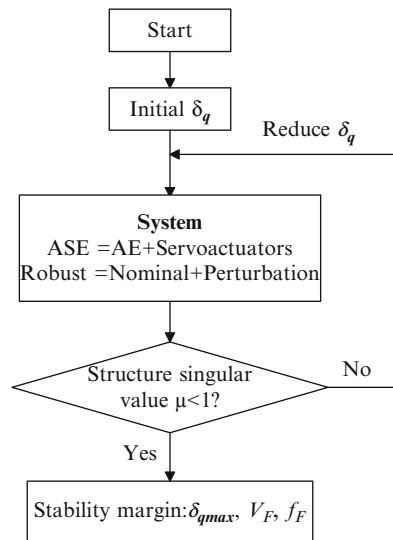 Start
Initial δq
Reduce δq
System
ASE =AE+Servoactuators
Robust =Nominal+Perturbation
Structure singular
value μ<1?
No
Yes
Stability margin:δqmax, VF, fF